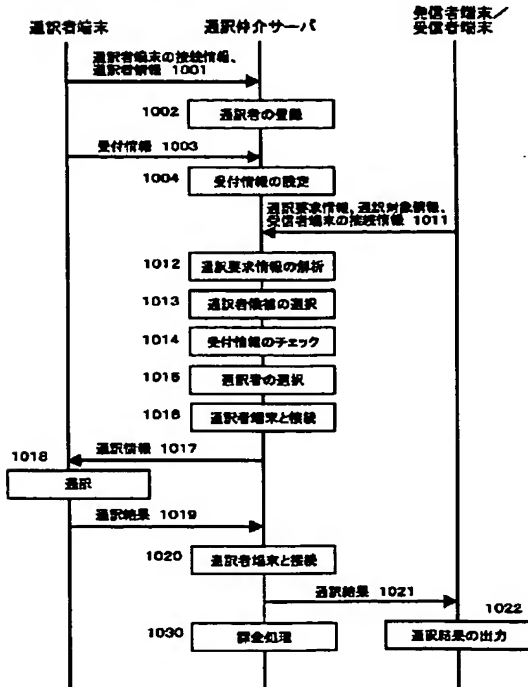 通訳者端末
通訳仲介サーバ
発信者端末/
受信者端末
通訳者端末の接続情報、
通訳者情報 1001
1002 通訳者の登録
受付情報 1003
1004 受付情報の設定
通訳要求情報、通訳対象情報、
受信者端末の接続情報 1011
1012 通訳要求情報の解析
1013 通訳者候補の選択
1014 受付情報のチェック
1015 通訳者の選択
1016 通訳者端末と接続
通訳情報 1017
1018
通訳
通訳結果 1019
1020 通訳者端末と接続
通訳結果 1021
1022
1030 課金処理
通訳結果の出力